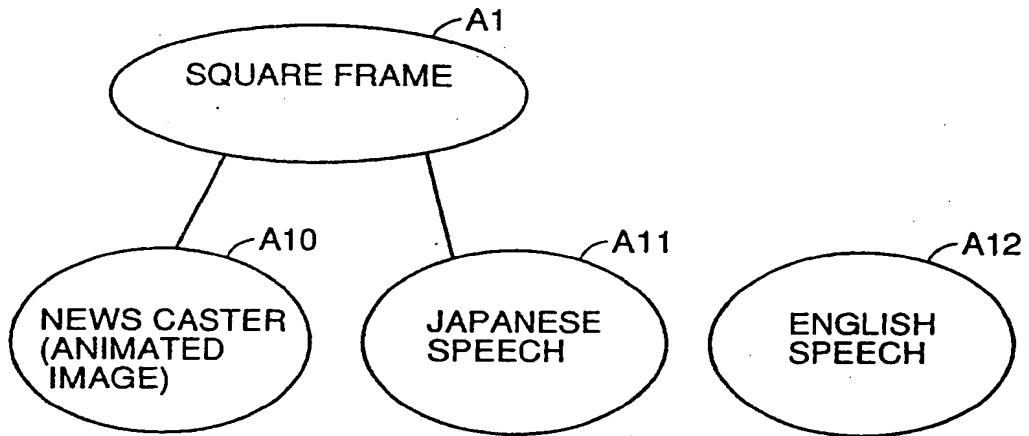 A1
SQUARE FRAME
A10
NEWS CASTER
(ANIMATED
IMAGE)
A11
JAPANESE
SPEECH
A12
ENGLISH
SPEECH